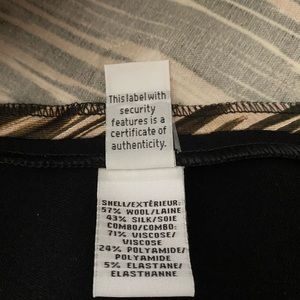 This label with
security
features is a
certificate of
authenticity.
SHELL/EXTÉRIEUR:
57% WOOL/LAINE
43% SILK/SOIE
COMBO/COMBO:
71% VISCOSE/
VISCOSE
24% POLYAMIDE/
POLYAMIDE
5% ELASTANE/
ELASTHANNE